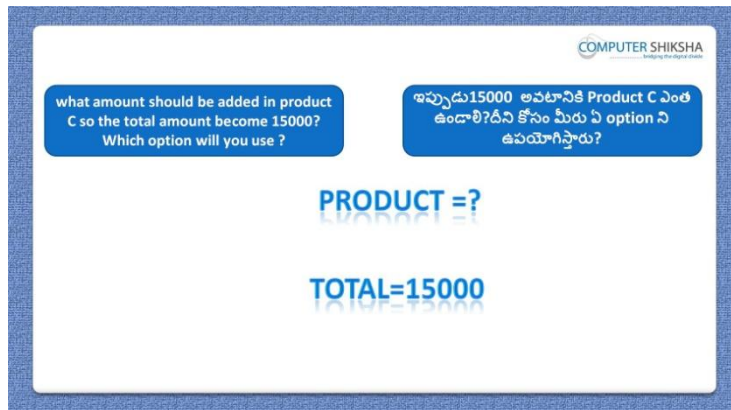 COMPUTER SHIKSHA
bridging the digital divide
what amount should be added in product
C so the total amount become 15000?
Which option will you use ?
ఇప్పుడు15000 అవటానికి Product C ఎంత
ఉండాలి?దీని కోసం మీరు ఏ option ని
ఉపయోగిస్తారు?
PRODUCT =?
TOTAL=15000